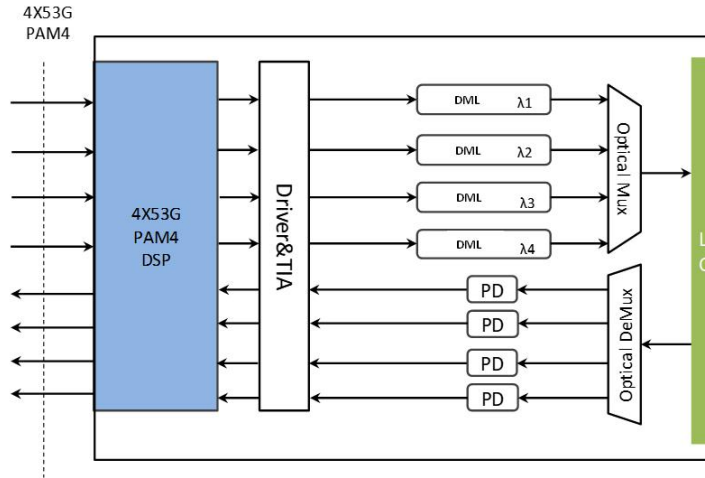 4X53G
PAM4
4X53G
PAM4
DSP
Driver&TIA
DML λ1
DML λ2
DML λ3
DML λ4
Optical Mux
PD
PD
PD
PD
Optical DeMux
L